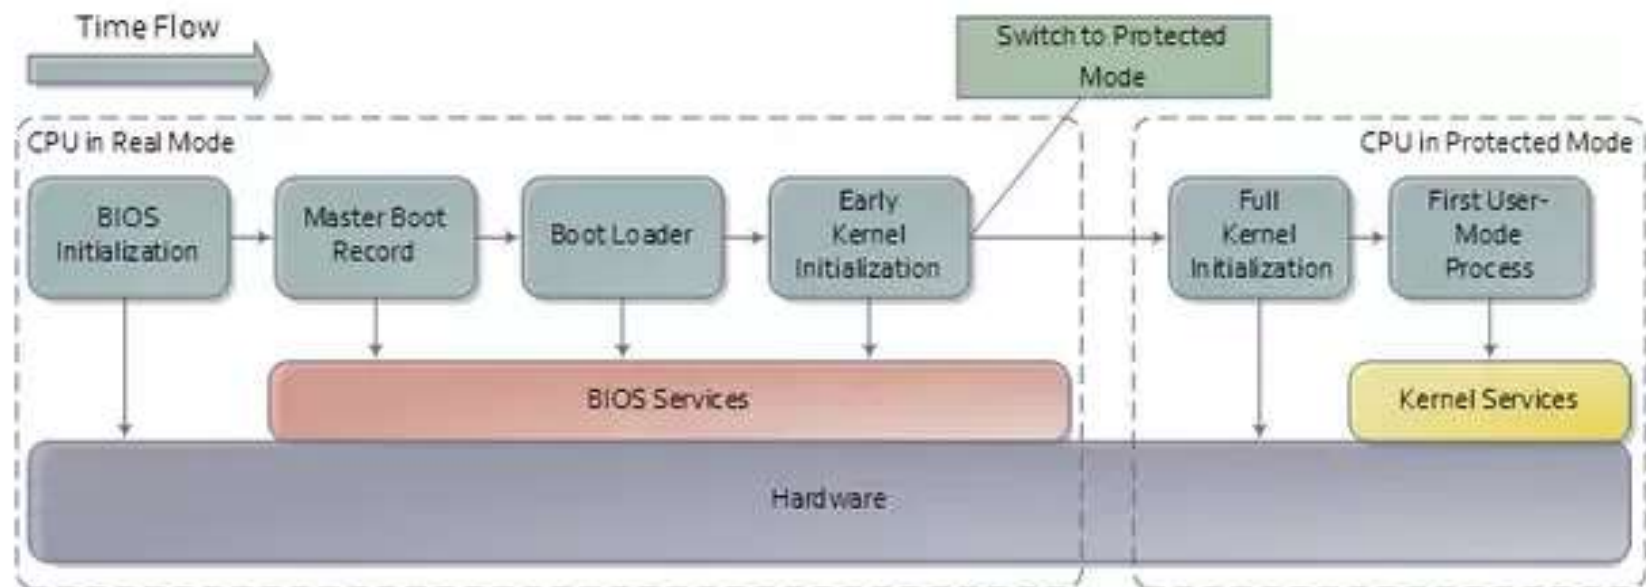 Time Flow
Switch to Protected
Mode
CPU in Real Mode
CPU in Protected Mode
BIOS
Initialization
Master Boot
Record
Boot Loader
Early
Kernel
Initialization
Full
Kernel
Initialization
First User-
Mode
Process
BIOS Services
Kernel Services
Hardware